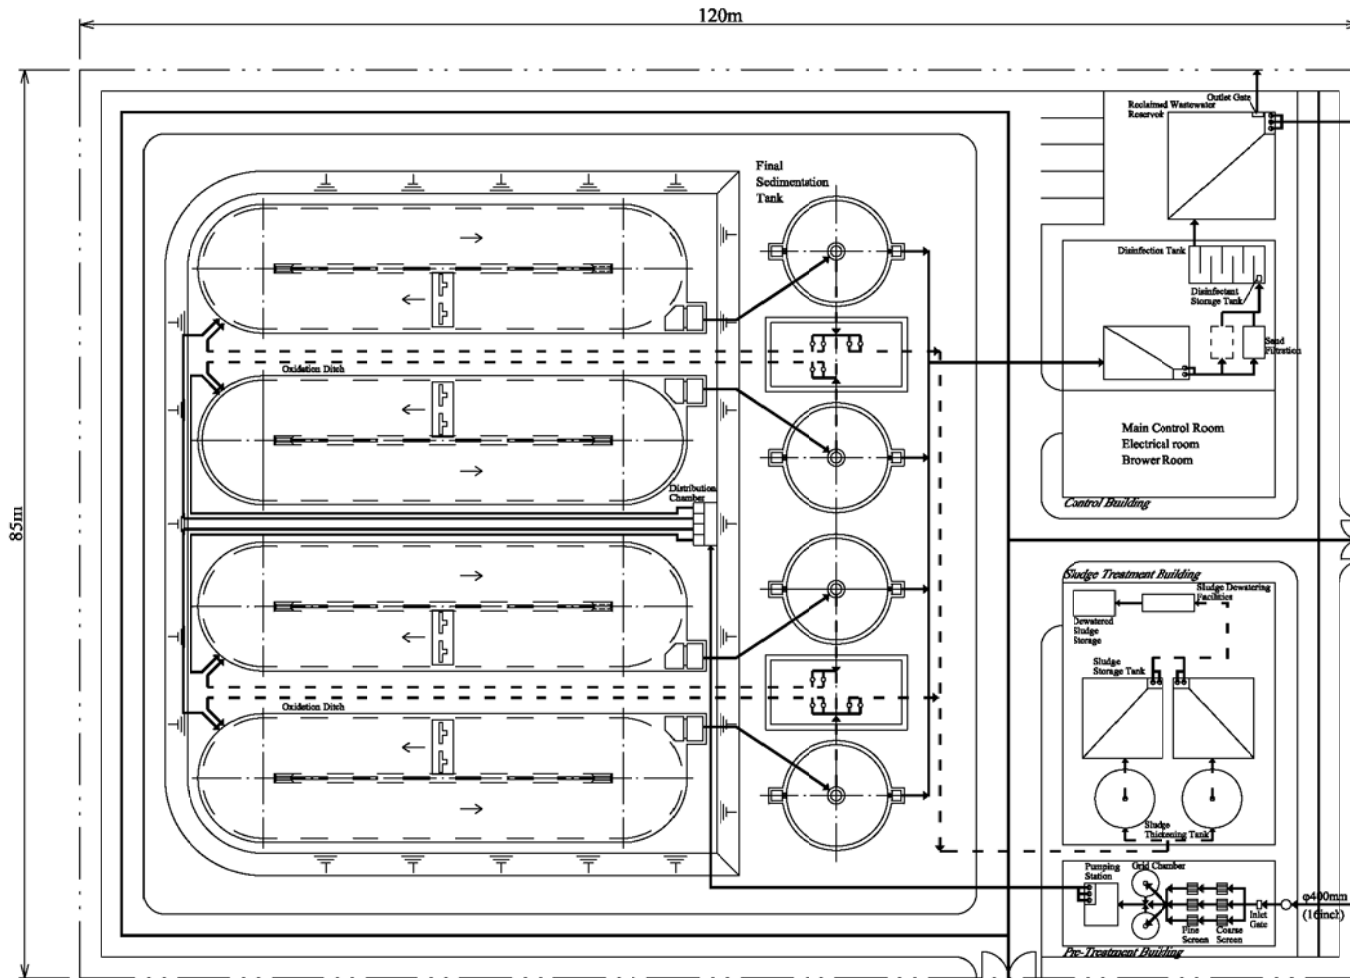 120m
85m
Outlet Gate
Reclaimed Wastewater
Reservoir
Final
Sedimentation
Tank
Disinfection Tank
Disinfectant
Storage Tank
Sand
Filtration
Oxidation Ditch
Main Control Room
Electrical room
Brower Room
Control Building
Distribution
Chamber
Sludge Treatment Building
Sludge Dewatering
Facilities
Dewatered
Sludge
Storage
Sludge
Storage Tank
Oxidation Ditch
Sludge
Thickening Tank
Pumping
Station
Grid Chamber
φ400mm
(16inch)
Inlet
Gate
Fine
Screen
Coarse
Screen
Pre-Treatment Building